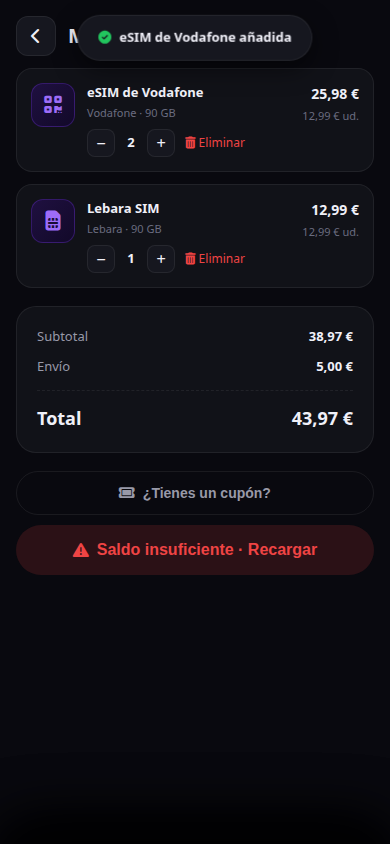 eSIM de Vodafone añadida
eSIM de Vodafone
25,98 €
Vodafone · 90 GB
12,99 € ud.
− 2 + Eliminar
Lebara SIM
12,99 €
Lebara · 90 GB
12,99 € ud.
− 1 + Eliminar
Subtotal 38,97 €
Envío 5,00 €
Total 43,97 €
¿Tienes un cupón?
Saldo insuficiente · Recargar